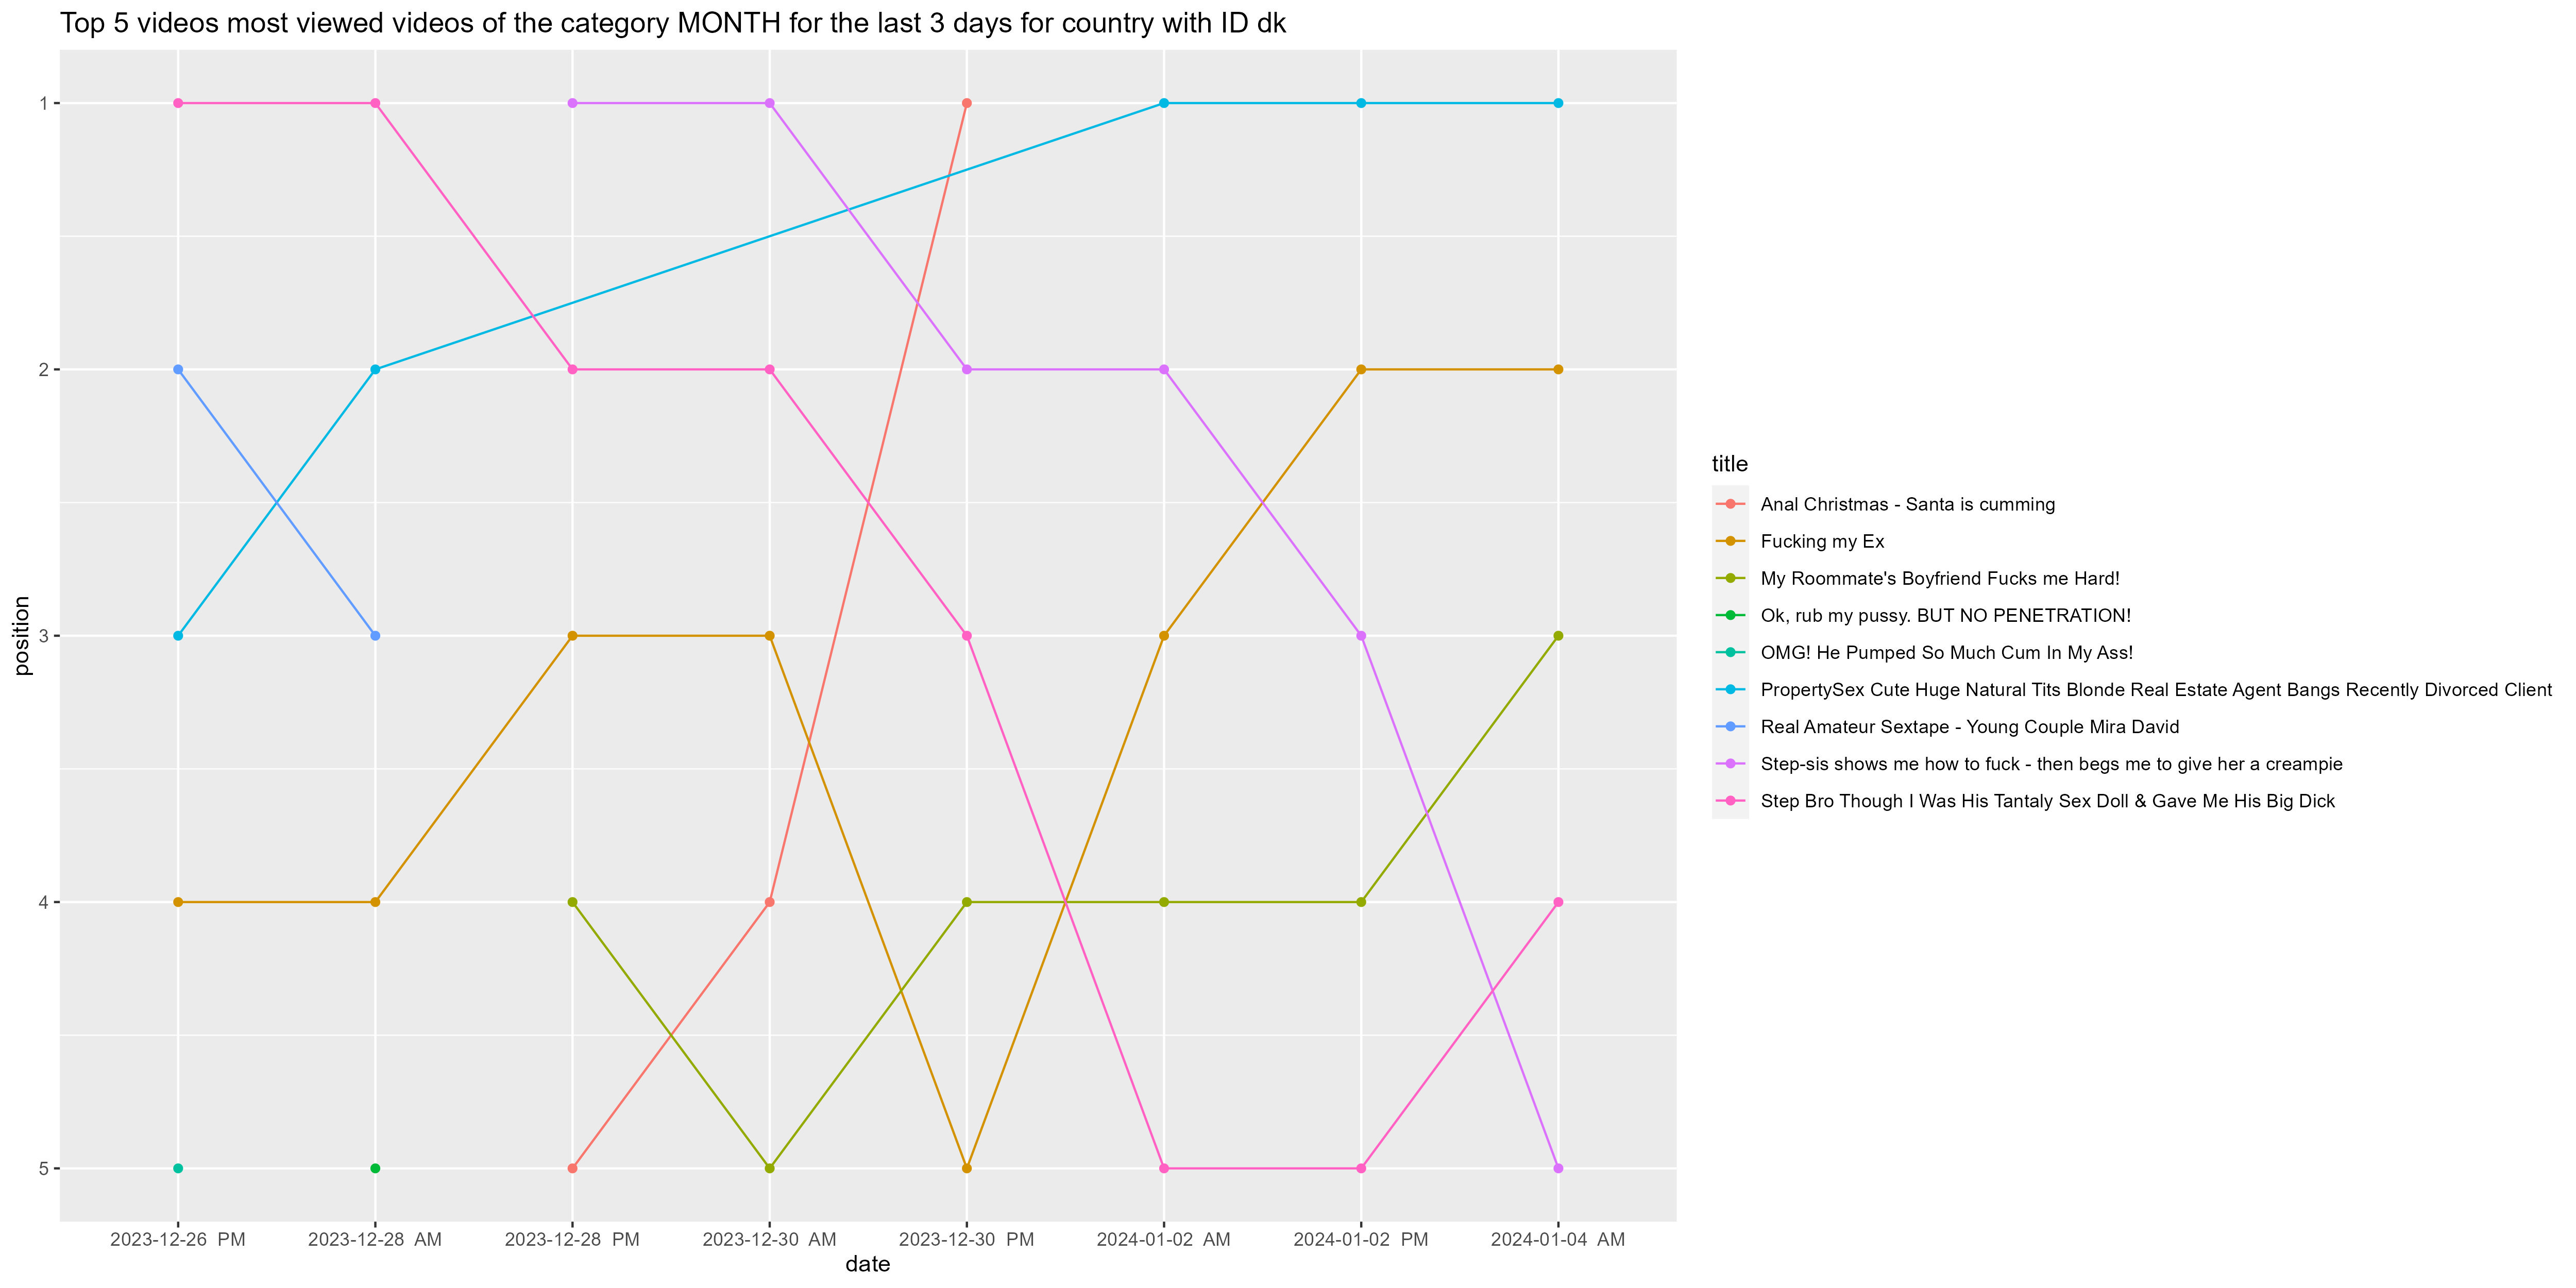 Top 5 videos most viewed videos of the category MONTH for the last 3 days for country with ID dk
1
2
3
4
5
position
2023-12-26 PM
2023-12-28 AM
2023-12-28 PM
2023-12-30 AM
2023-12-30 PM
2024-01-02 AM
2024-01-02 PM
2024-01-04 AM
date
title
Anal Christmas - Santa is cumming
Fucking my Ex
My Roommate's Boyfriend Fucks me Hard!
Ok, rub my pussy. BUT NO PENETRATION!
OMG! He Pumped So Much Cum In My Ass!
PropertySex Cute Huge Natural Tits Blonde Real Estate Agent Bangs Recently Divorced Client
Real Amateur Sextape - Young Couple Mira David
Step-sis shows me how to fuck - then begs me to give her a creampie
Step Bro Though I Was His Tantaly Sex Doll & Gave Me His Big Dick